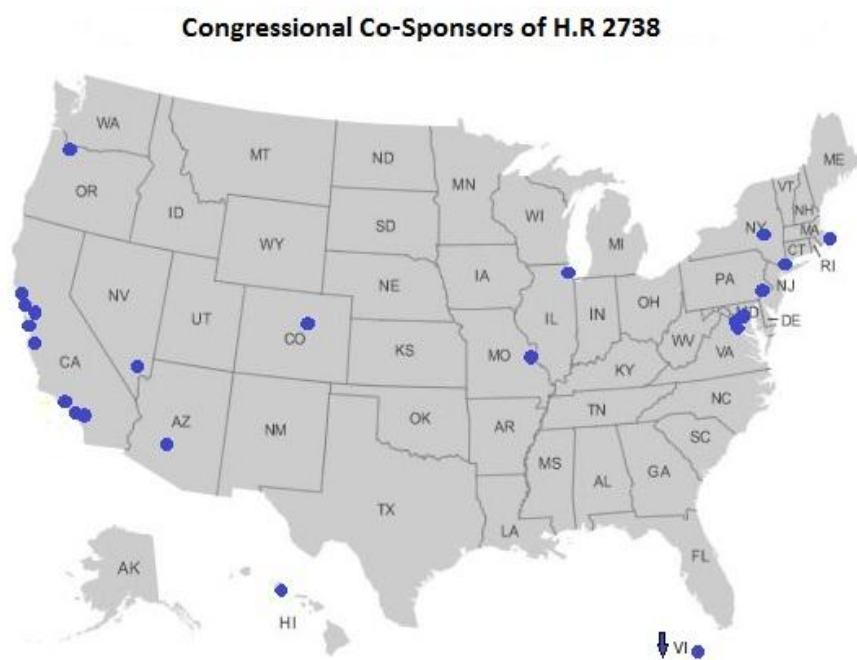 Congressional Co-Sponsors of H.R 2738
WA
MT
ND
MN
ME
VT
NH
OR
ID
SD
WI
MI
NY
MA
CT
RI
WY
IA
NE
PA
NJ
NV
UT
CO
IL
IN
OH
MD
DE
CA
KS
MO
WV
VA
KY
AZ
NM
OK
AR
TN
NC
SC
MS
AL
GA
TX
LA
FL
AK
HI
VI